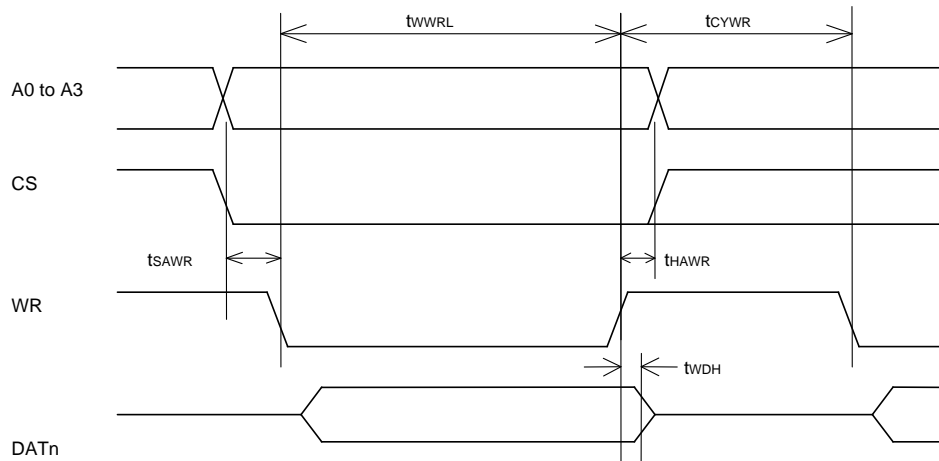 tWWRL tCYWR
A0 to A3
CS
tSAWR tHAWR
WR
tWDH
DATn